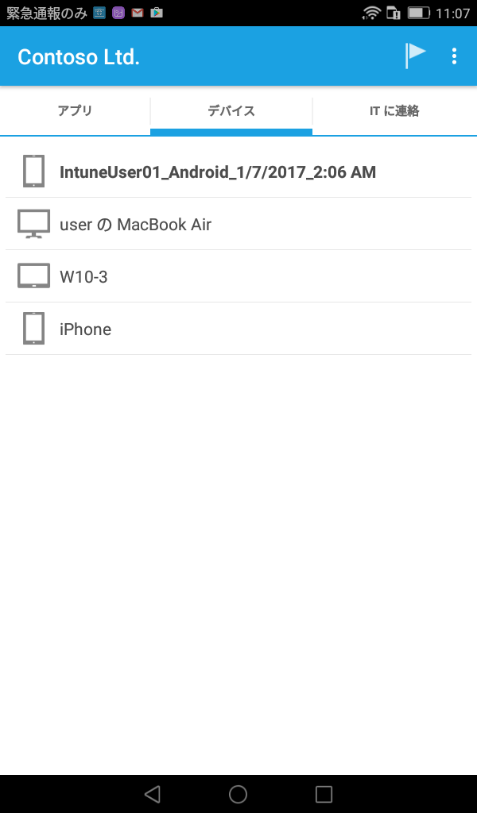 緊急通報のみ 11:07
Contoso Ltd.
アプリ デバイス IT に連絡
IntuneUser01_Android_1/7/2017_2:06 AM
user の MacBook Air
W10-3
iPhone